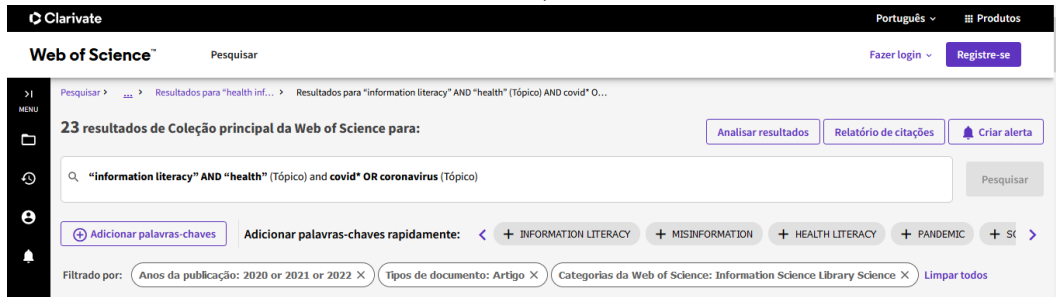 Clarivate
Português
Produtos
Web of Science™
Pesquisar
Fazer login
Registre-se
MENU
Pesquisar > ... > Resultados para “health inf... > Resultados para “information literacy” AND “health” (Tópico) AND covid* O...
23 resultados de Coleção principal da Web of Science para:
Analisar resultados
Relatório de citações
Criar alerta
“information literacy” AND “health” (Tópico) and covid* OR coronavirus (Tópico)
Pesquisar
Adicionar palavras-chaves
Adicionar palavras-chaves rapidamente:
+ INFORMATION LITERACY
+ MISINFORMATION
+ HEALTH LITERACY
+ PANDEMIC
Filtrado por:
Anos da publicação: 2020 or 2021 or 2022 ×
Tipos de documento: Artigo ×
Categorias da Web of Science: Information Science Library Science ×
Limpar todos